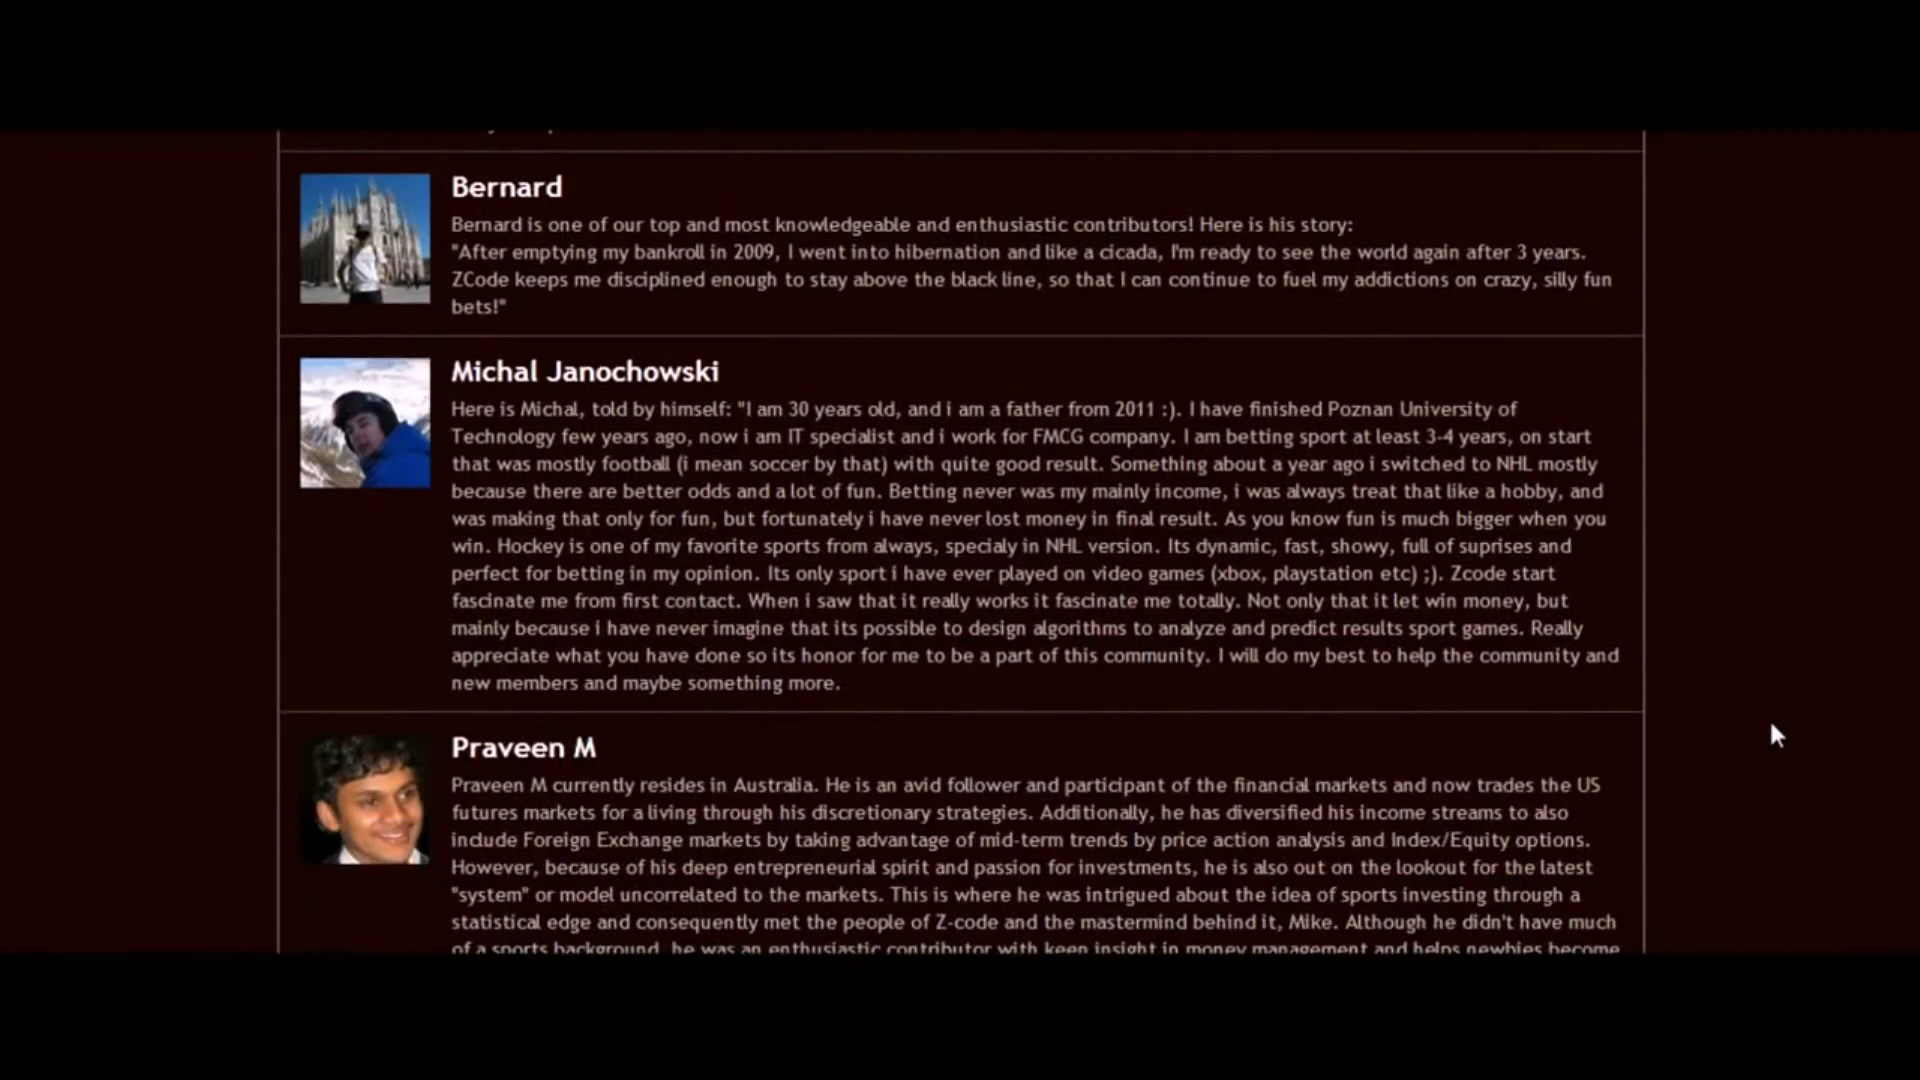 Bernard
Bernard is one of our top and most knowledgeable and enthusiastic contributors! Here is his story:
"After emptying my bankroll in 2009, I went into hibernation and like a cicada, I'm ready to see the world again after 3 years.
ZCode keeps me disciplined enough to stay above the black line, so that I can continue to fuel my addictions on crazy, silly fun
bets!"
Michal Janochowski
Here is Michal, told by himself: "I am 30 years old, and i am a father from 2011 :). I have finished Poznan University of
Technology few years ago, now i am IT specialist and i work for FMCG company. I am betting sport at least 3-4 years, on start
that was mostly football (i mean soccer by that) with quite good result. Something about a year ago i switched to NHL mostly
because there are better odds and a lot of fun. Betting never was my mainly income, i was always treat that like a hobby, and
was making that only for fun, but fortunately i have never lost money in final result. As you know fun is much bigger when you
win. Hockey is one of my favorite sports from always, specialy in NHL version. Its dynamic, fast, showy, full of suprises and
perfect for betting in my opinion. Its only sport i have ever played on video games (xbox, playstation etc) ;). Zcode start
fascinate me from first contact. When i saw that it really works it fascinate me totally. Not only that it let win money, but
mainly because i have never imagine that its possible to design algorithms to analyze and predict results sport games. Really
appreciate what you have done so its honor for me to be a part of this community. I will do my best to help the community and
new members and maybe something more.
Praveen M
Praveen M currently resides in Australia. He is an avid follower and participant of the financial markets and now trades the US
futures markets for a living through his discretionary strategies. Additionally, he has diversified his income streams to also
include Foreign Exchange markets by taking advantage of mid-term trends by price action analysis and Index/Equity options.
However, because of his deep entrepreneurial spirit and passion for investments, he is also out on the lookout for the latest
"system" or model uncorrelated to the markets. This is where he was intrigued about the idea of sports investing through a
statistical edge and consequently met the people of Z-code and the mastermind behind it, Mike. Although he didn't have much
of a sports background, he was an enthusiastic contributor with keen insight in money management and helps newbies become